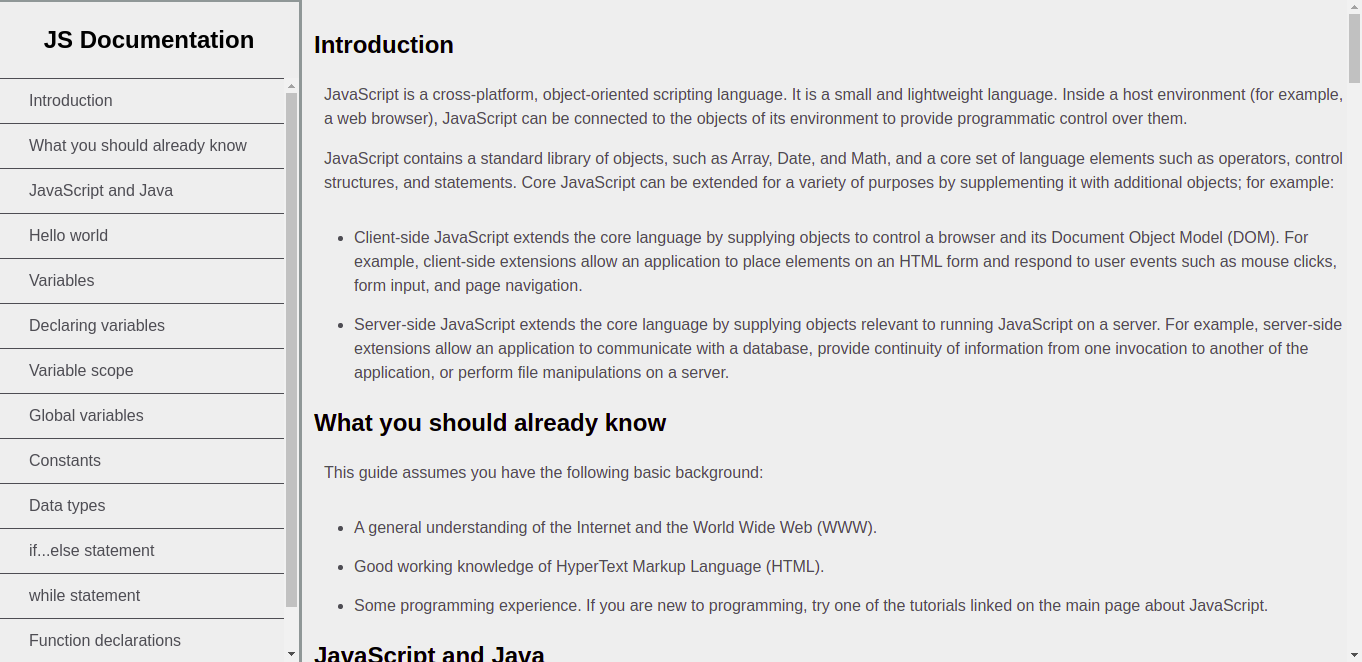 JS Documentation
Introduction
What you should already know
JavaScript and Java
Hello world
Variables
Declaring variables
Variable scope
Global variables
Constants
Data types
if...else statement
while statement
Function declarations
Introduction
JavaScript is a cross-platform, object-oriented scripting language. It is a small and lightweight language. Inside a host environment (for example,
a web browser), JavaScript can be connected to the objects of its environment to provide programmatic control over them.
JavaScript contains a standard library of objects, such as Array, Date, and Math, and a core set of language elements such as operators, control
structures, and statements. Core JavaScript can be extended for a variety of purposes by supplementing it with additional objects; for example:
• Client-side JavaScript extends the core language by supplying objects to control a browser and its Document Object Model (DOM). For
example, client-side extensions allow an application to place elements on an HTML form and respond to user events such as mouse clicks,
form input, and page navigation.
• Server-side JavaScript extends the core language by supplying objects relevant to running JavaScript on a server. For example, server-side
extensions allow an application to communicate with a database, provide continuity of information from one invocation to another of the
application, or perform file manipulations on a server.
What you should already know
This guide assumes you have the following basic background:
• A general understanding of the Internet and the World Wide Web (WWW).
• Good working knowledge of HyperText Markup Language (HTML).
• Some programming experience. If you are new to programming, try one of the tutorials linked on the main page about JavaScript.
JavaScript and Java